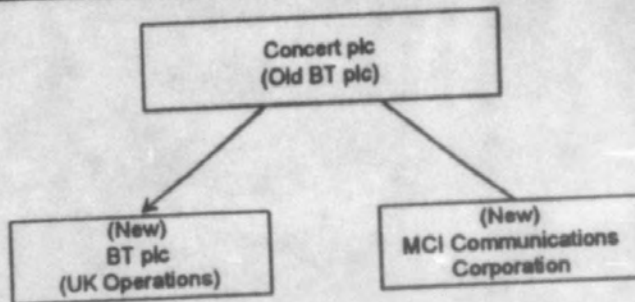 Concert plc
(Old BT plc)
(New)
BT plc
(UK Operations)
(New)
MCI Communications
Corporation